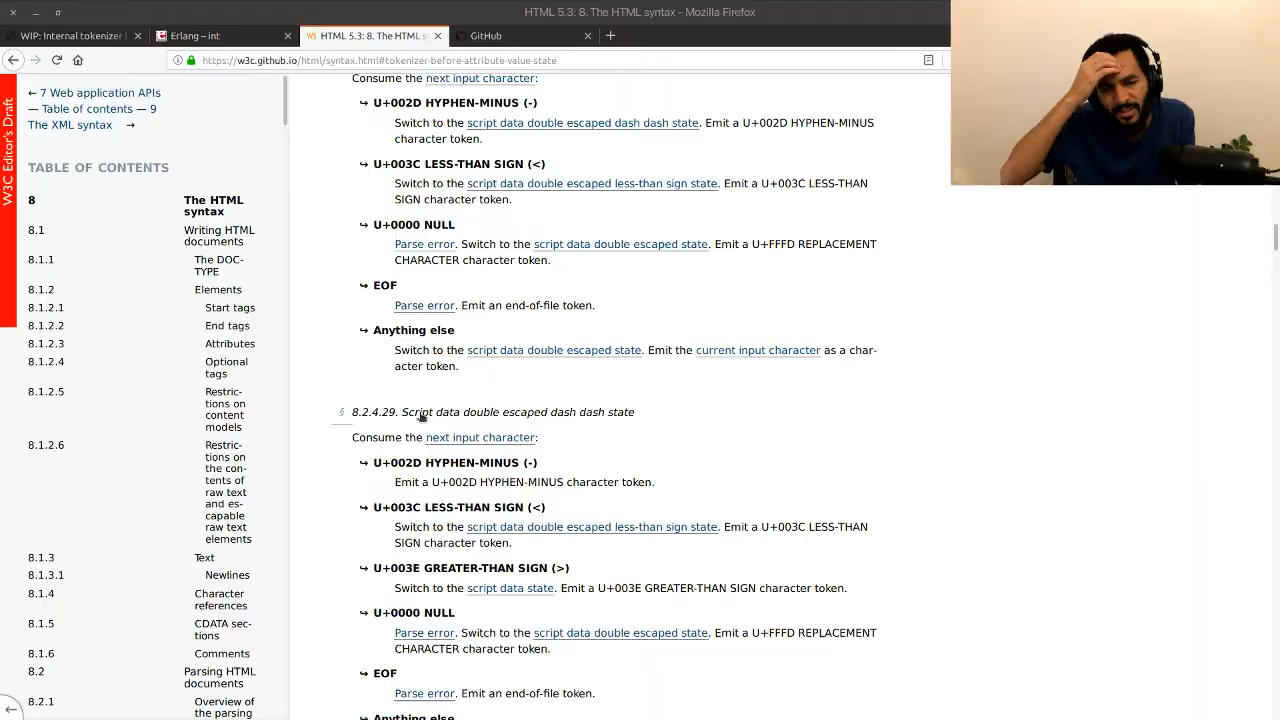 HTML 5.3: 8. The HTML syntax - Mozilla Firefox
WIP: Internal tokenizer
Erlang -- int
HTML 5.3: 8. The HTML s
GitHub
https://w3c.github.io/html/syntax.html#tokenizer-before-attribute-value-state
W3C Editor's Draft
← 7 Web application APIs
— Table of contents — 9
The XML syntax →
TABLE OF CONTENTS
8 The HTML
syntax
8.1 Writing HTML
documents
8.1.1 The DOC-
TYPE
8.1.2 Elements
8.1.2.1 Start tags
8.1.2.2 End tags
8.1.2.3 Attributes
8.1.2.4 Optional
tags
8.1.2.5 Restric-
tions on
content
models
8.1.2.6 Restric-
tions on
the con-
tents of
raw text
and es-
capable
raw text
elements
8.1.3 Text
8.1.3.1 Newlines
8.1.4 Character
references
8.1.5 CDATA sec-
tions
8.1.6 Comments
8.2 Parsing HTML
documents
8.2.1 Overview of
the parsing
Consume the next input character:
↪ U+002D HYPHEN-MINUS (-)
Switch to the script data double escaped dash dash state. Emit a U+002D HYPHEN-MINUS
character token.
↪ U+003C LESS-THAN SIGN (<)
Switch to the script data double escaped less-than sign state. Emit a U+003C LESS-THAN
SIGN character token.
↪ U+0000 NULL
Parse error. Switch to the script data double escaped state. Emit a U+FFFD REPLACEMENT
CHARACTER character token.
↪ EOF
Parse error. Emit an end-of-file token.
↪ Anything else
Switch to the script data double escaped state. Emit the current input character as a char-
acter token.
§ 8.2.4.29. Script data double escaped dash dash state
Consume the next input character:
↪ U+002D HYPHEN-MINUS (-)
Emit a U+002D HYPHEN-MINUS character token.
↪ U+003C LESS-THAN SIGN (<)
Switch to the script data double escaped less-than sign state. Emit a U+003C LESS-THAN
SIGN character token.
↪ U+003E GREATER-THAN SIGN (>)
Switch to the script data state. Emit a U+003E GREATER-THAN SIGN character token.
↪ U+0000 NULL
Parse error. Switch to the script data double escaped state. Emit a U+FFFD REPLACEMENT
CHARACTER character token.
↪ EOF
Parse error. Emit an end-of-file token.
Anything else